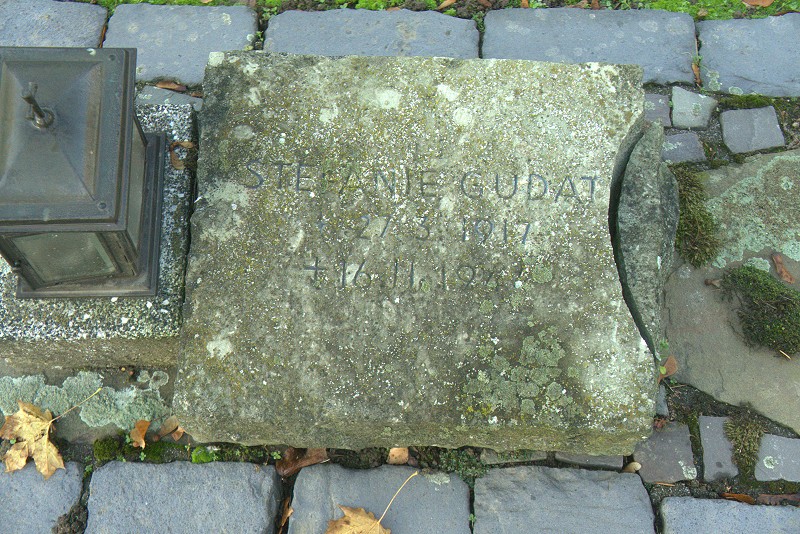 STEFANIE GUDAT
* 27.3.1917
† 16.11.